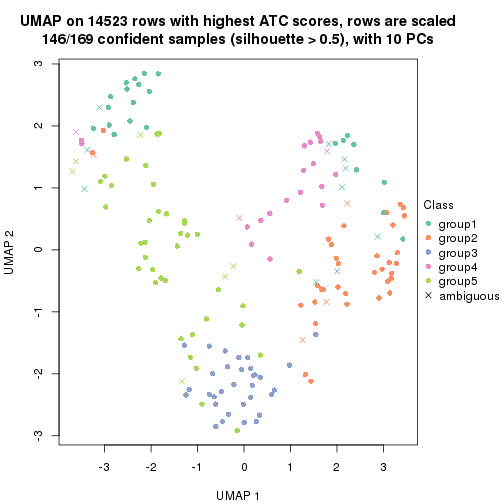 UMAP on 14523 rows with highest ATC scores, rows are scaled
146/169 confident samples (silhouette > 0.5), with 10 PCs
3
2
1
0
-1
-2
-3
UMAP 2
-3
-2
-1
0
1
2
3
UMAP 1
Class
group1
group2
group3
group4
group5
ambiguous